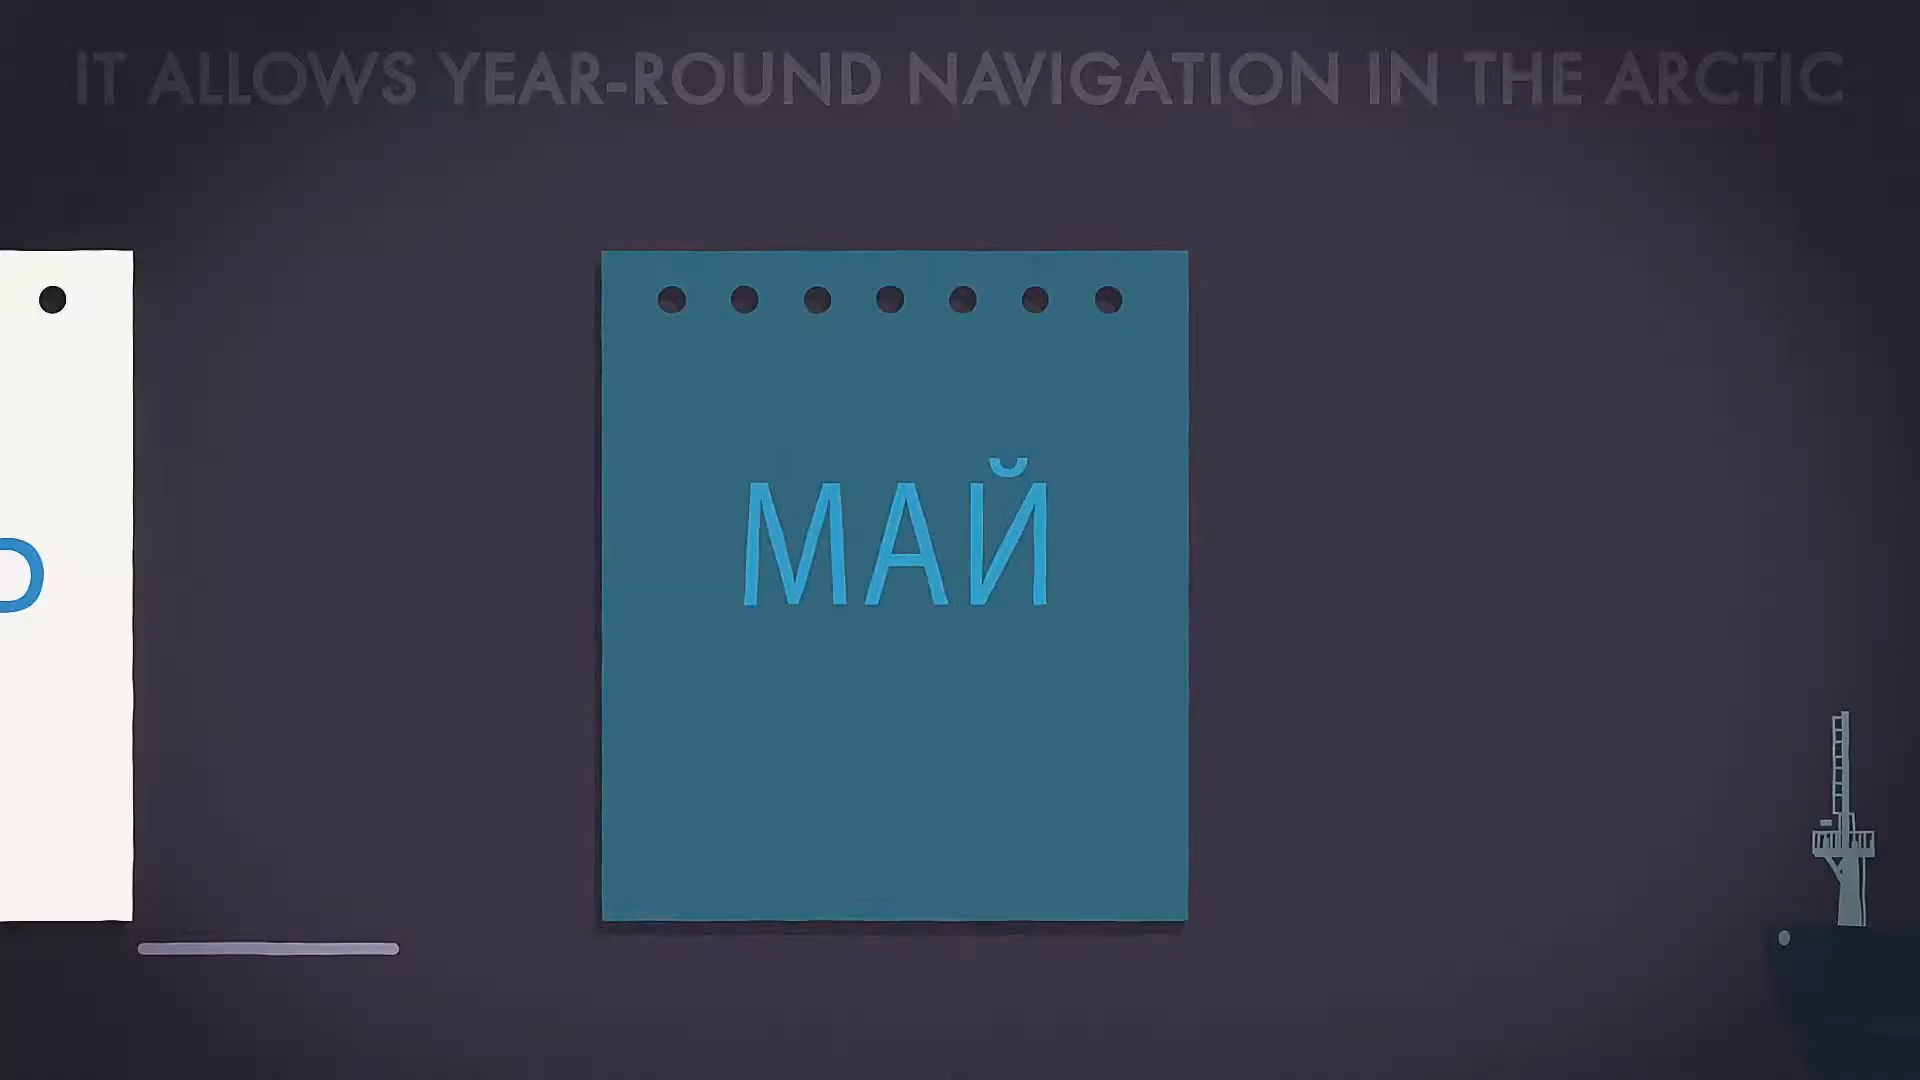 IT ALLOWS YEAR-ROUND NAVIGATION IN THE ARCTIC
МАЙ